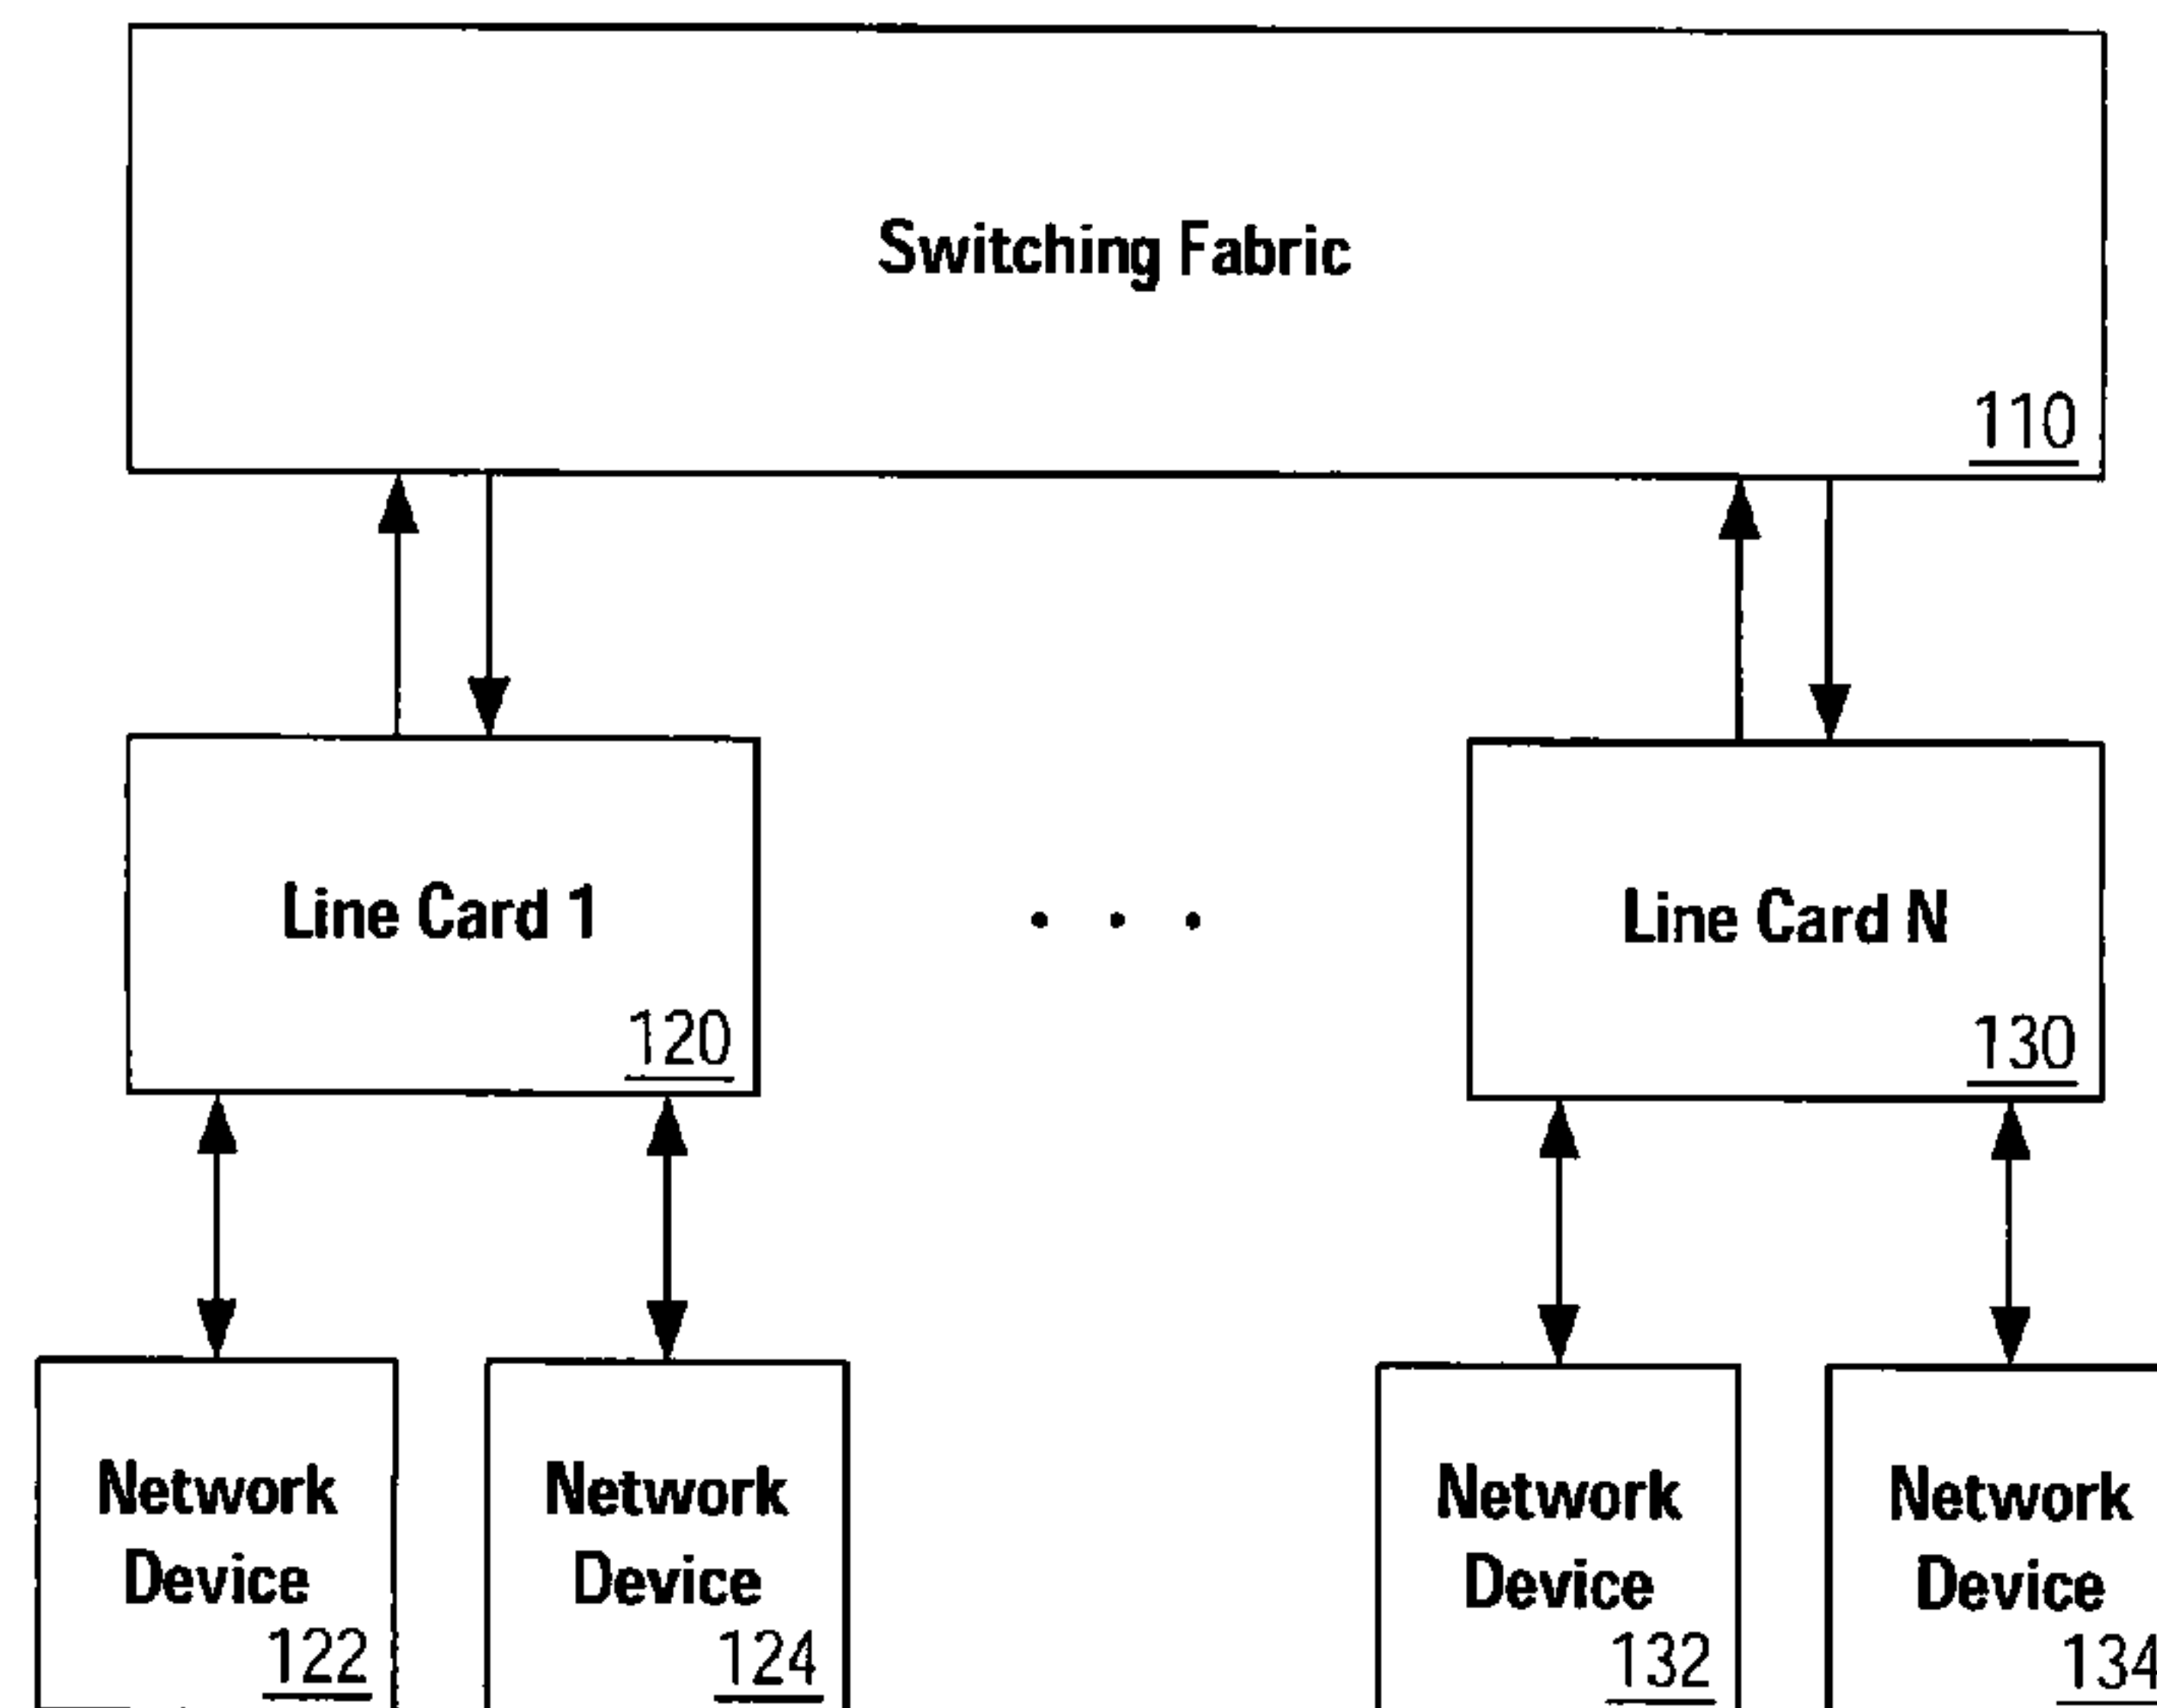 Switching Fabric
110
Line Card 1
120
. . .
Line Card N
130
Network
Device
122
Network
Device
124
Network
Device
132
Network
Device
134